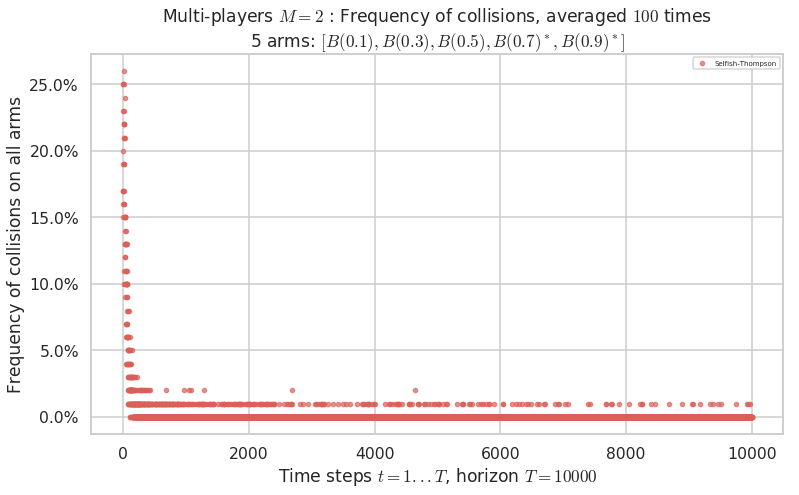 Multi-players M = 2 : Frequency of collisions, averaged 100 times
5 arms: [B(0.1), B(0.3), B(0.5), B(0.7)*, B(0.9)*]
Selfish-Thompson
Frequency of collisions on all arms
25.0%
20.0%
15.0%
10.0%
5.0%
0.0%
0 2000 4000 6000 8000 10000
Time steps t = 1...T, horizon T = 10000